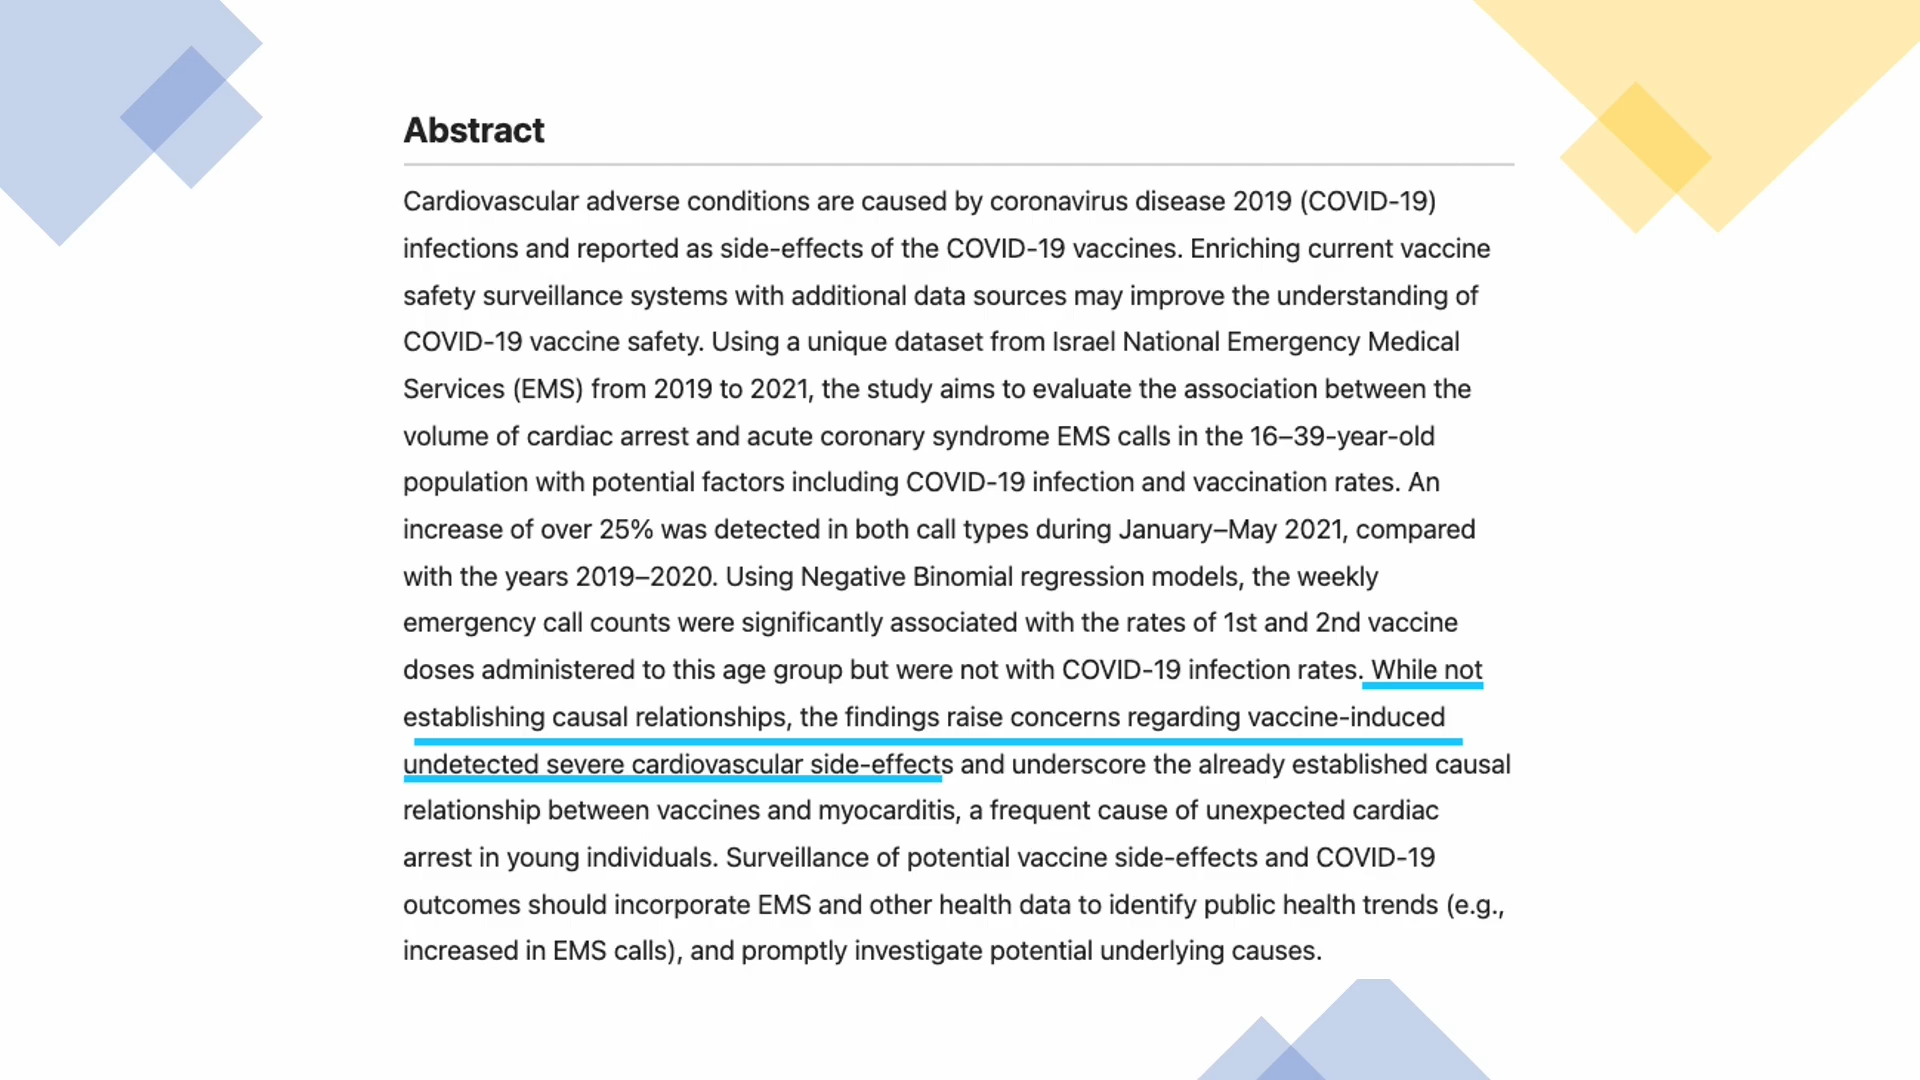 Abstract
Cardiovascular adverse conditions are caused by coronavirus disease 2019 (COVID-19)
infections and reported as side-effects of the COVID-19 vaccines. Enriching current vaccine
safety surveillance systems with additional data sources may improve the understanding of
COVID-19 vaccine safety. Using a unique dataset from Israel National Emergency Medical
Services (EMS) from 2019 to 2021, the study aims to evaluate the association between the
volume of cardiac arrest and acute coronary syndrome EMS calls in the 16–39-year-old
population with potential factors including COVID-19 infection and vaccination rates. An
increase of over 25% was detected in both call types during January–May 2021, compared
with the years 2019–2020. Using Negative Binomial regression models, the weekly
emergency call counts were significantly associated with the rates of 1st and 2nd vaccine
doses administered to this age group but were not with COVID-19 infection rates. While not
establishing causal relationships, the findings raise concerns regarding vaccine-induced
undetected severe cardiovascular side-effects and underscore the already established causal
relationship between vaccines and myocarditis, a frequent cause of unexpected cardiac
arrest in young individuals. Surveillance of potential vaccine side-effects and COVID-19
outcomes should incorporate EMS and other health data to identify public health trends (e.g.,
increased in EMS calls), and promptly investigate potential underlying causes.